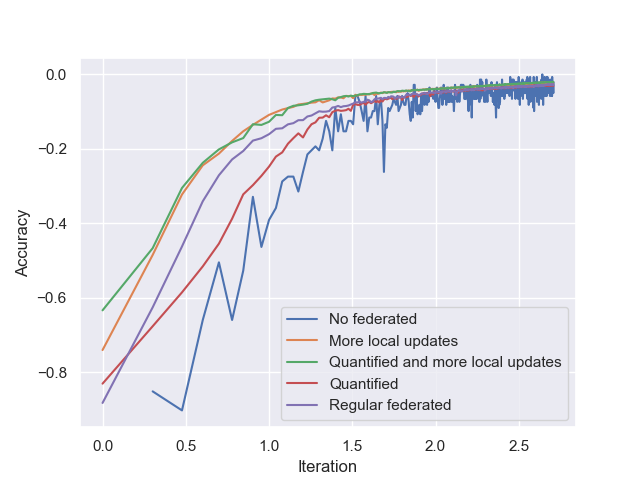 0.0
−0.2
−0.4
−0.6
−0.8
Accuracy
No federated
More local updates
Quantified and more local updates
Quantified
Regular federated
0.0 0.5 1.0 1.5 2.0 2.5
Iteration